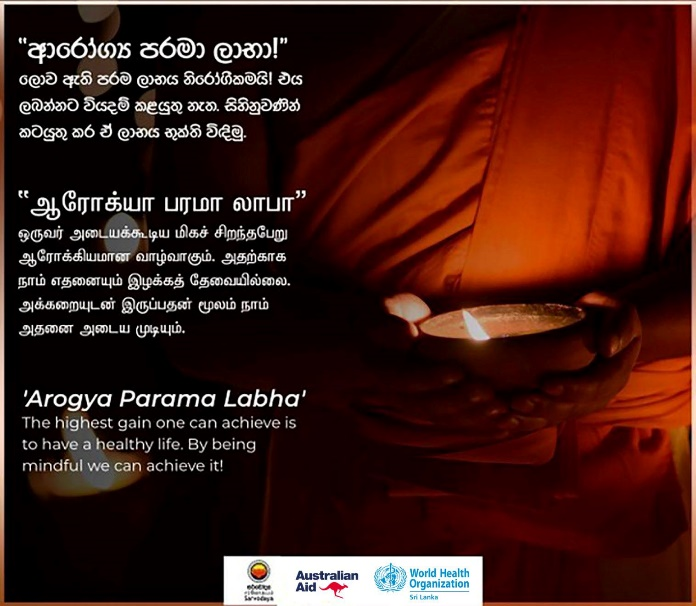 “ආරෝග්‍ය පරමා ලාභා!”
ලොව ඇති පරම ලාභය නිරෝගීකමයි! එය
ලබන්නට වියදම් කළයුතු නැත. සිහිනුවණින්
කටයුතු කර ඒ ලාභය භුක්ති විඳිමු.
“ஆரோக்யா பரமா லாபா”
ஒருவர் அடையக்கூடிய மிகச் சிறந்தபேறு
ஆரோக்கியமான வாழ்வாகும். அதற்காக
நாம் எதனையும் இழக்கத் தேவையில்லை.
அக்கறையுடன் இருப்பதன் மூலம் நாம்
அதனை அடைய முடியும்.
'Arogya Parama Labha'
The highest gain one can achieve is
to have a healthy life. By being
mindful we can achieve it!
Sarvodaya
Australian
Aid
World Health
Organization
Sri Lanka